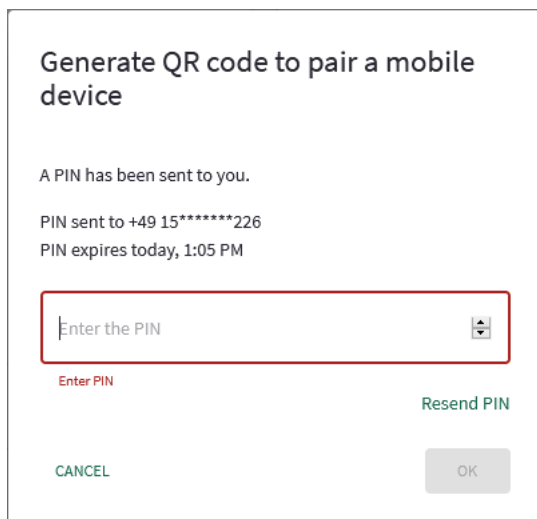 Generate QR code to pair a mobile
device
A PIN has been sent to you.
PIN sent to +49 15*******226
PIN expires today, 1:05 PM
Enter the PIN
Enter PIN
Resend PIN
CANCEL
OK